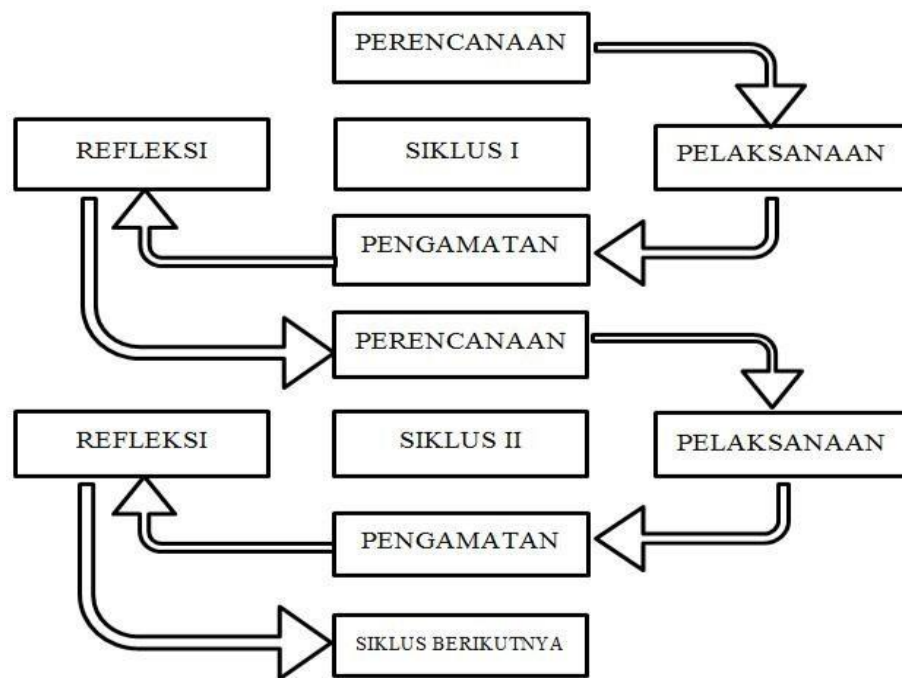 PERENCANAAN
REFLEKSI
SIKLUS I
PELAKSANAAN
PENGAMATAN
PERENCANAAN
REFLEKSI
SIKLUS II
PELAKSANAAN
PENGAMATAN
SIKLUS BERIKUTNYA